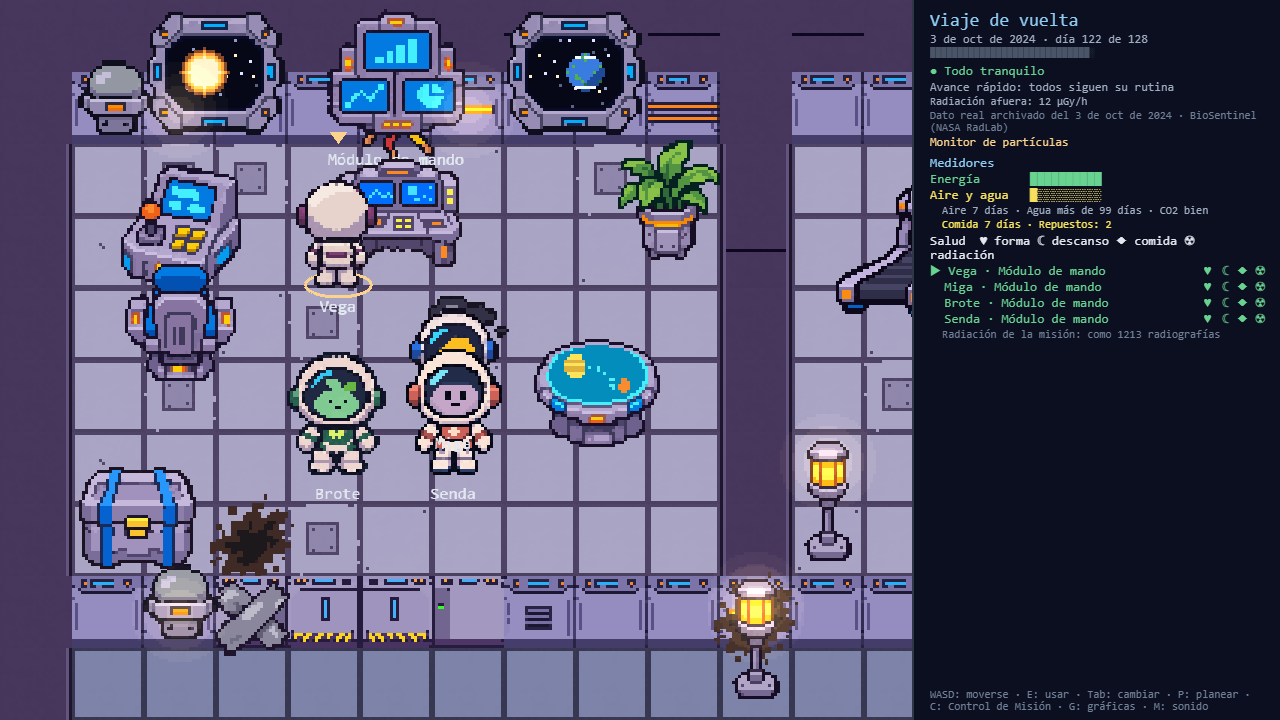 Viaje de vuelta
3 de oct de 2024 · día 122 de 128
● Todo tranquilo
Avance rápido: todos siguen su rutina
Radiación afuera: 12 µGy/h
Dato real archivado del 3 de oct de 2024 · BioSentinel
(NASA RadLab)
Monitor de partículas
Medidores
Energía
Aire y agua
Aire 7 días · Agua más de 99 días · CO2 bien
Comida 7 días · Repuestos: 2
Salud ♥ forma ☾ descanso ◆ comida ☢
radiación
▶ Vega · Módulo de mando ♥ ☾ ◆ ☢
Miga · Módulo de mando ♥ ☾ ◆ ☢
Brote · Módulo de mando ♥ ☾ ◆ ☢
Senda · Módulo de mando ♥ ☾ ◆ ☢
Radiación de la misión: como 1213 radiografías
WASD: moverse · E: usar · Tab: cambiar · P: planear ·
C: Control de Misión · G: gráficas · M: sonido
Módulo de mando
Vega
Brote
Senda